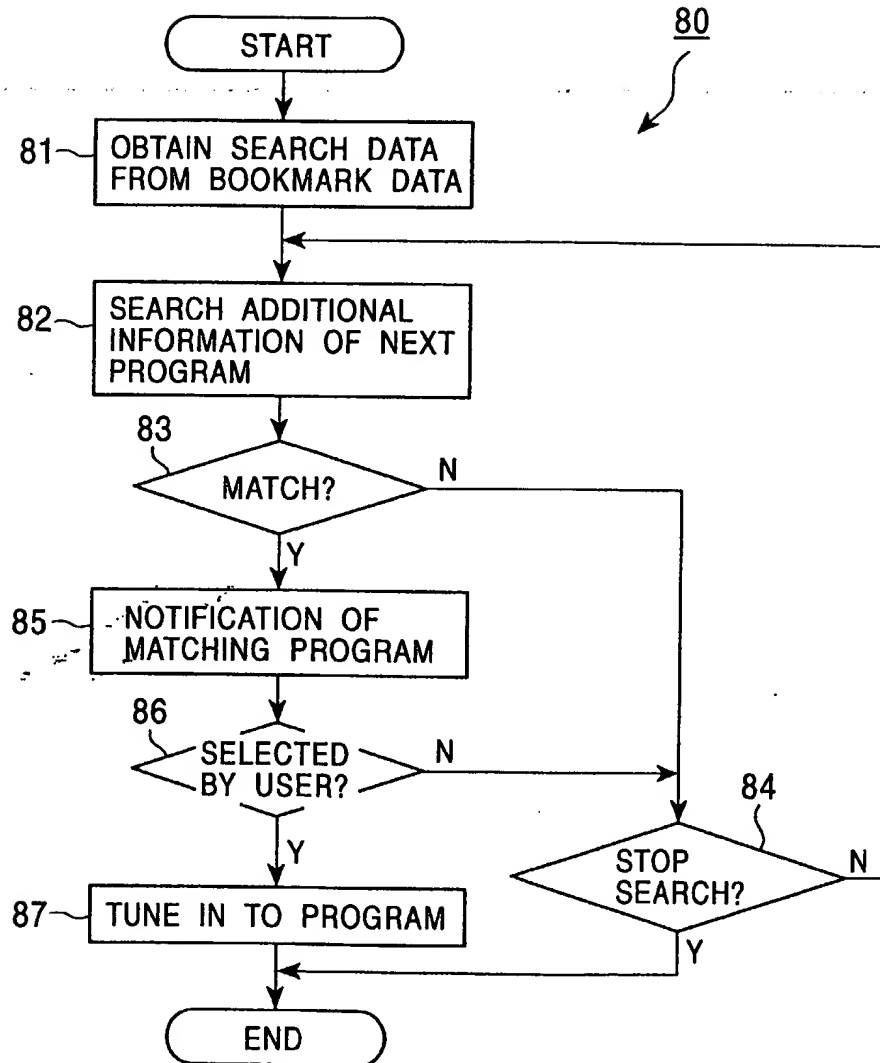 80
START
81
OBTAIN SEARCH DATA
FROM BOOKMARK DATA
82
SEARCH ADDITIONAL
INFORMATION OF NEXT
PROGRAM
83
MATCH?
N
Y
85
NOTIFICATION OF
MATCHING PROGRAM
86
SELECTED
BY USER?
N
Y
84
STOP
SEARCH?
N
Y
87
TUNE IN TO PROGRAM
END